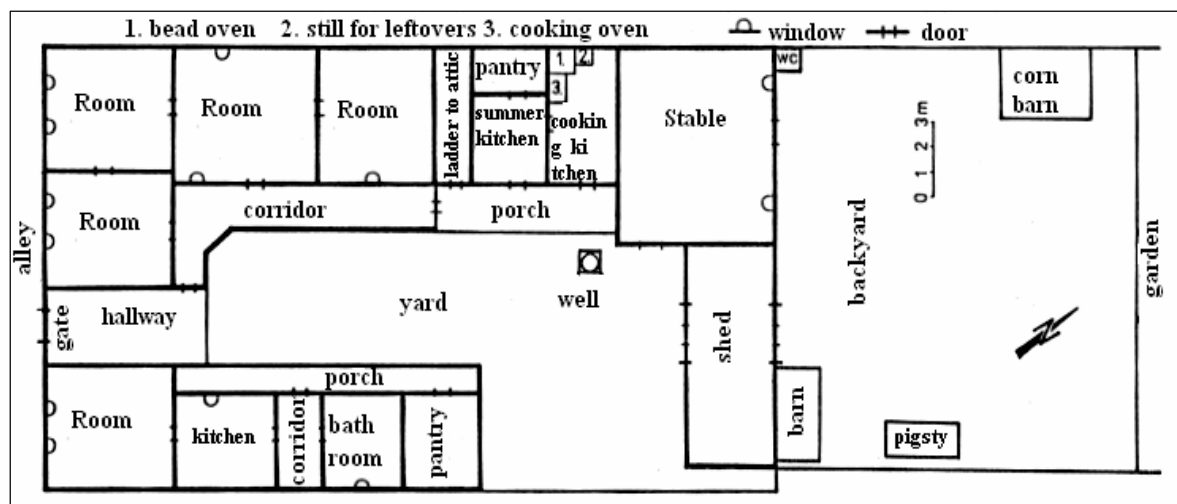 1. bead oven 2. still for leftovers 3. cooking oven window door
Room
Room
Room
ladder to attic
pantry
1.
2.
3.
summer
kitchen
cookin
g ki
tchen
Stable
wc
corn
barn
0 1 2 3m
Room
corridor
porch
alley
backyard
garden
gate
hallway
yard
well
shed
porch
Room
kitchen
corridor
bath
room
pantry
barn
pigsty
N